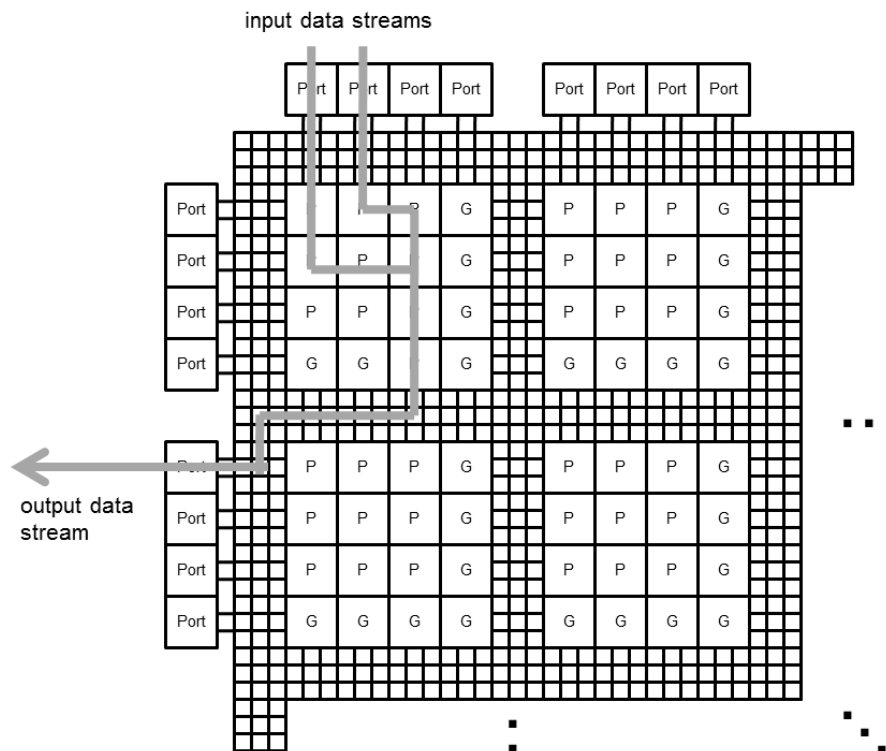 input data streams
Port Port Port Port Port Port Port Port
Port P G P P P G
Port P G P P P G
Port P P G P P P G
Port G G G G G G G
Port P P P G P P P G
output data
stream
Port P P P G P P P G
Port P P P G P P P G
Port G G G G G G G G